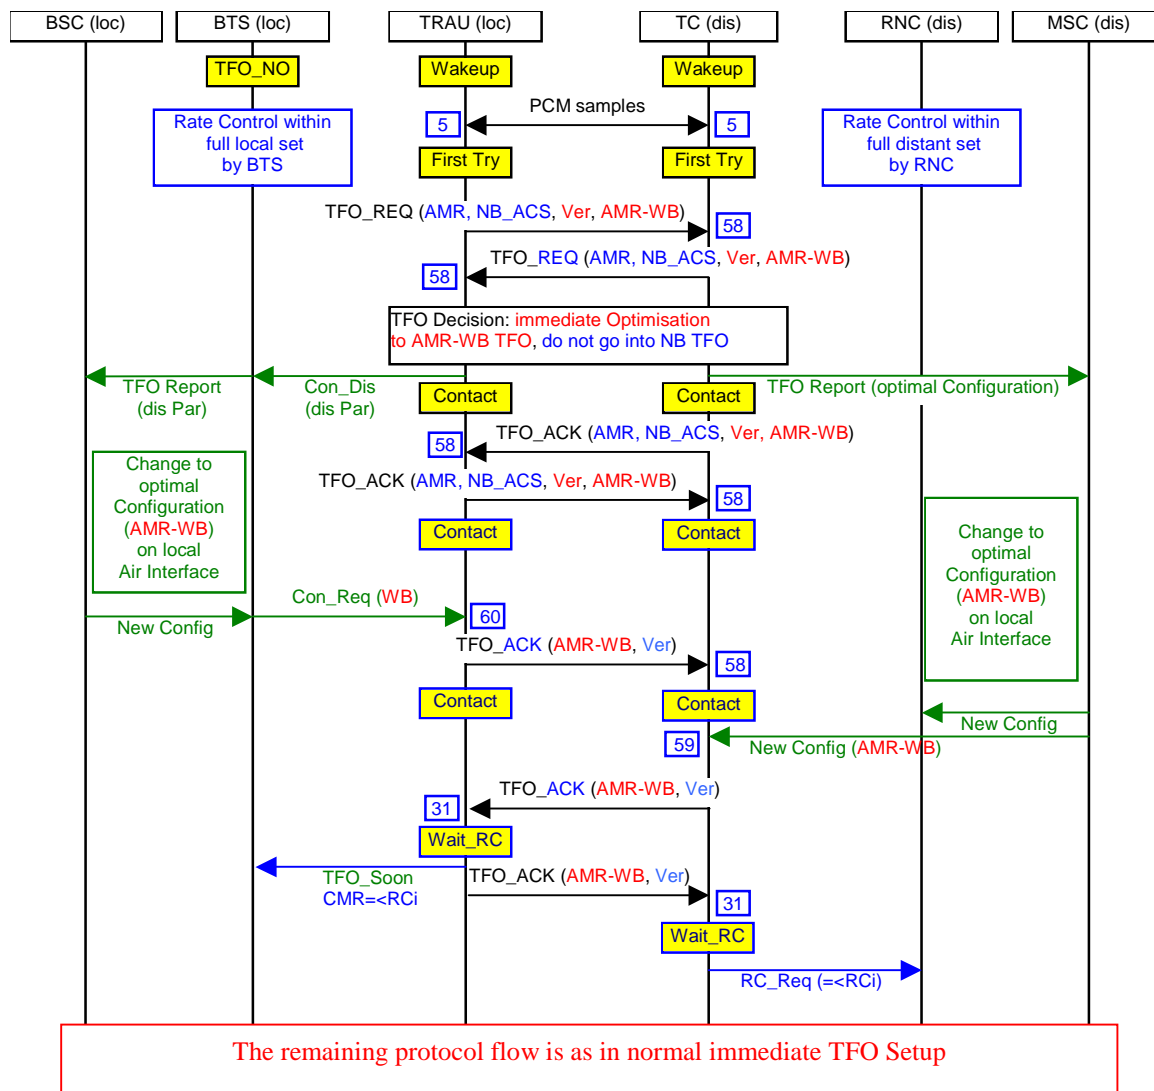 BSC (loc) BTS (loc) TRAU (loc) TC (dis) RNC (dis) MSC (dis)
TFO_NO Wakeup Wakeup
PCM samples
5 5
Rate Control within
full local set
by BTS
Rate Control within
full distant set
by RNC
First Try First Try
TFO_REQ (AMR, NB_ACS, Ver, AMR-WB)
58
TFO_REQ (AMR, NB_ACS, Ver, AMR-WB)
58
TFO Decision: immediate Optimisation
to AMR-WB TFO, do not go into NB TFO
TFO Report
(dis Par)
Con_Dis
(dis Par)
Contact Contact
TFO Report (optimal Configuration)
TFO_ACK (AMR, NB_ACS, Ver, AMR-WB)
58
TFO_ACK (AMR, NB_ACS, Ver, AMR-WB)
58
Change to
optimal
Configuration
(AMR-WB)
on local
Air Interface
Contact Contact
Change to
optimal
Configuration
(AMR-WB)
on local
Air Interface
Con_Req (WB)
New Config
60
TFO_ACK (AMR-WB, Ver)
58
Contact Contact
New Config
59
New Config (AMR-WB)
TFO_ACK (AMR-WB, Ver)
31
Wait_RC
TFO_Soon
CMR=<RCi
TFO_ACK (AMR-WB, Ver)
31
Wait_RC
RC_Req (=<RCi)
The remaining protocol flow is as in normal immediate TFO Setup